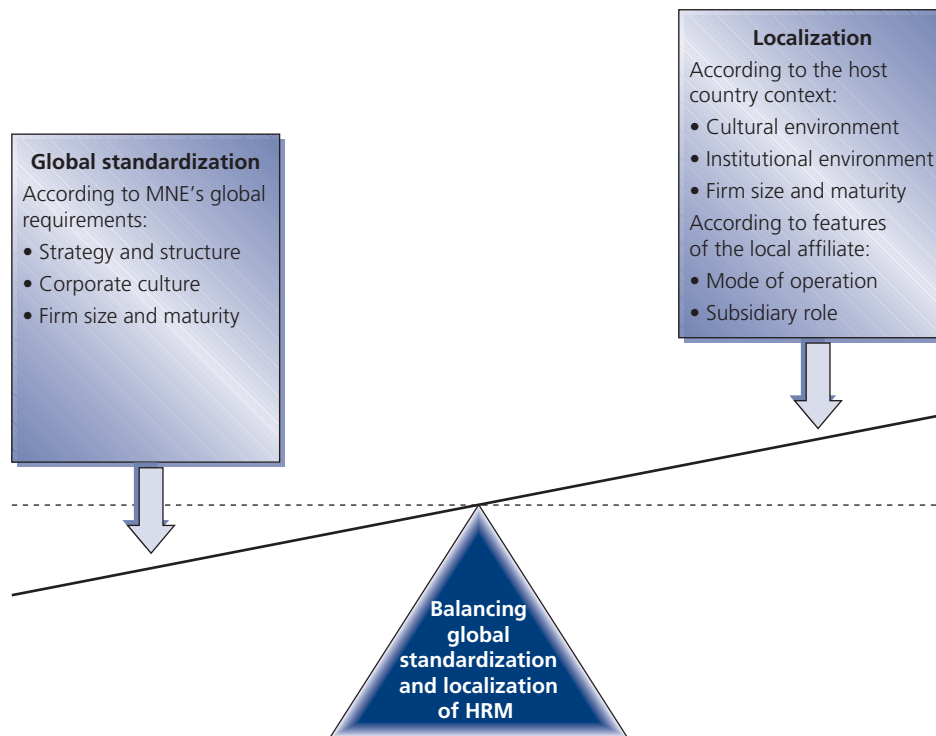 Global standardization
According to MNE's global
requirements:
• Strategy and structure
• Corporate culture
• Firm size and maturity
Localization
According to the host
country context:
• Cultural environment
• Institutional environment
• Firm size and maturity
According to features
of the local affiliate:
• Mode of operation
• Subsidiary role
Balancing
global
standardization
and localization
of HRM